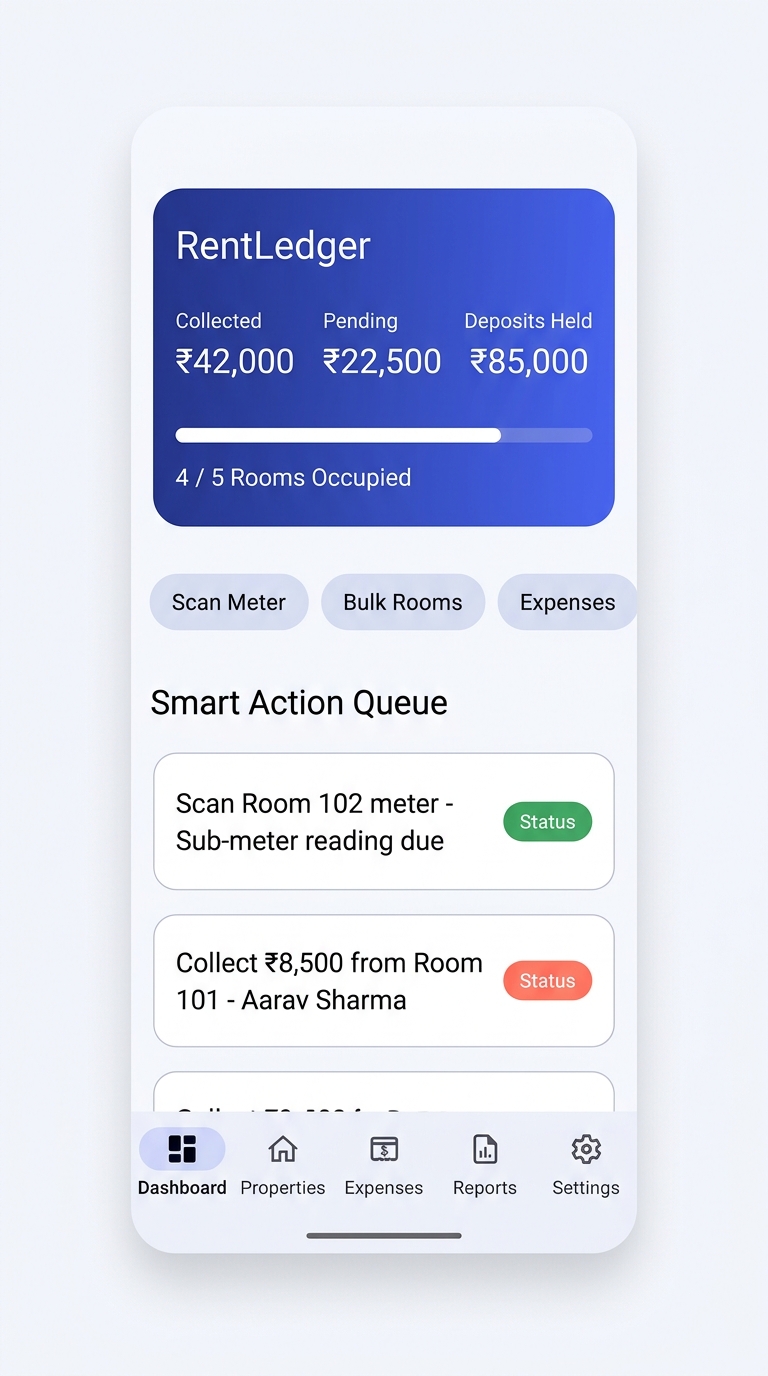 RentLedger
Collected Pending Deposits Held
₹42,000 ₹22,500 ₹85,000
4 / 5 Rooms Occupied
Scan Meter Bulk Rooms Expenses
Smart Action Queue
Scan Room 102 meter -
Sub-meter reading due
Status
Collect ₹8,500 from Room
101 - Aarav Sharma
Status
Dashboard Properties Expenses Reports Settings